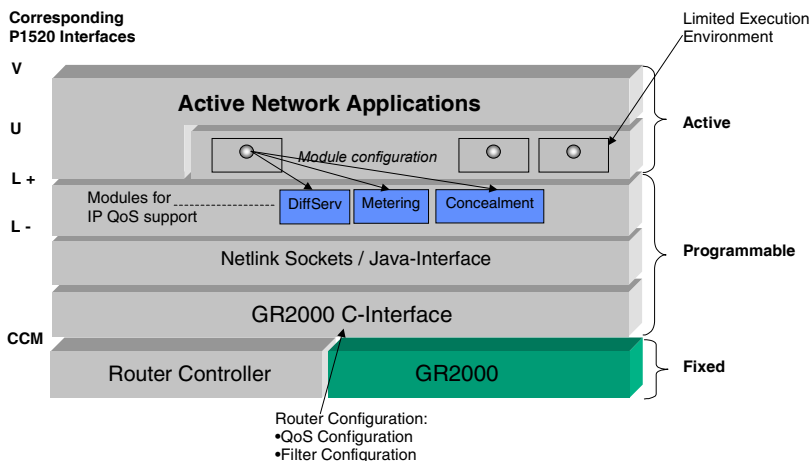 Corresponding
P1520 Interfaces
Limited Execution
Environment
V
Active Network Applications
U
Active
Module configuration
L +
Modules for
IP QoS support
DiffServ
Metering
Concealment
L -
Netlink Sockets / Java-Interface
Programmable
GR2000 C-Interface
CCM
Router Controller
GR2000
Fixed
Router Configuration:
•QoS Configuration
•Filter Configuration